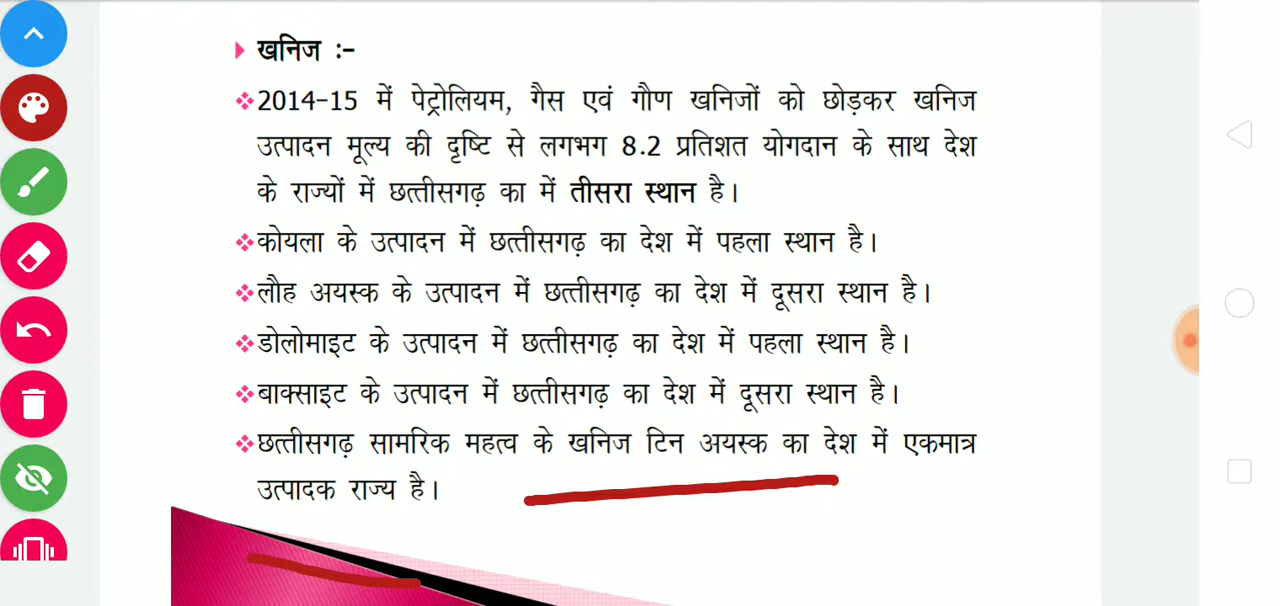 खनिज :-
2014-15 में पेट्रोलियम, गैस एवं गौण खनिजों को छोड़कर खनिज
उत्पादन मूल्य की दृष्टि से लगभग 8.2 प्रतिशत योगदान के साथ देश
के राज्यों में छत्तीसगढ़ का में तीसरा स्थान है।
कोयला के उत्पादन में छत्तीसगढ़ का देश में पहला स्थान है।
लौह अयस्क के उत्पादन में छत्तीसगढ़ का देश में दूसरा स्थान है।
डोलोमाइट के उत्पादन में छत्तीसगढ़ का देश में पहला स्थान है।
बाक्साइट के उत्पादन में छत्तीसगढ़ का देश में दूसरा स्थान है।
छत्तीसगढ़ सामरिक महत्व के खनिज टिन अयस्क का देश में एकमात्र
उत्पादक राज्य है।